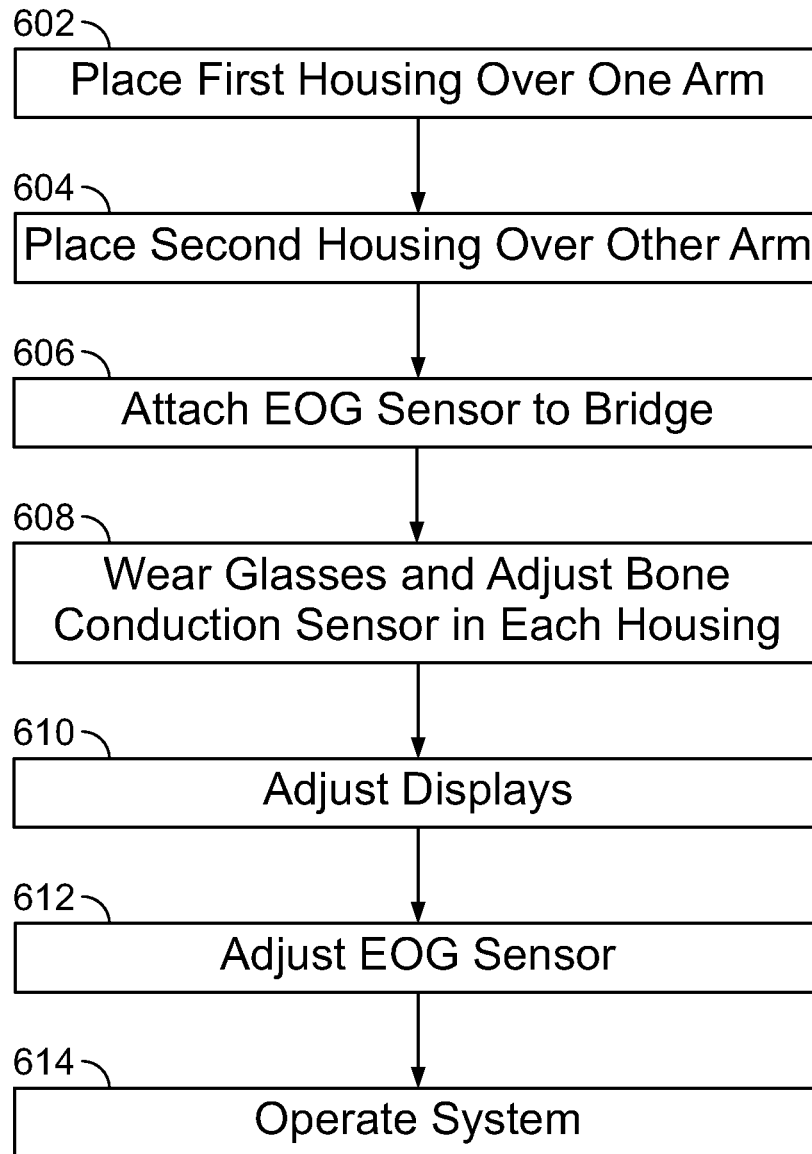 602
Place First Housing Over One Arm
604
Place Second Housing Over Other Arm
606
Attach EOG Sensor to Bridge
608
Wear Glasses and Adjust Bone
Conduction Sensor in Each Housing
610
Adjust Displays
612
Adjust EOG Sensor
614
Operate System